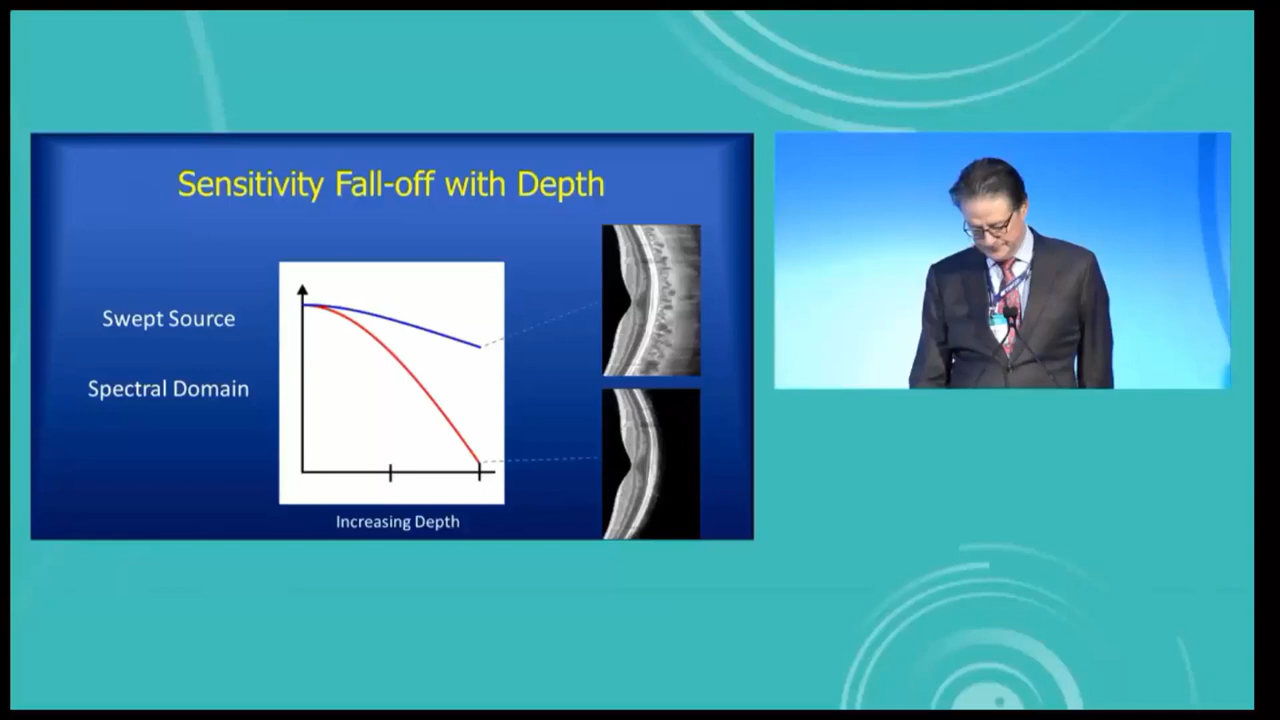 Sensitivity Fall-off with Depth
Swept Source
Spectral Domain
Increasing Depth